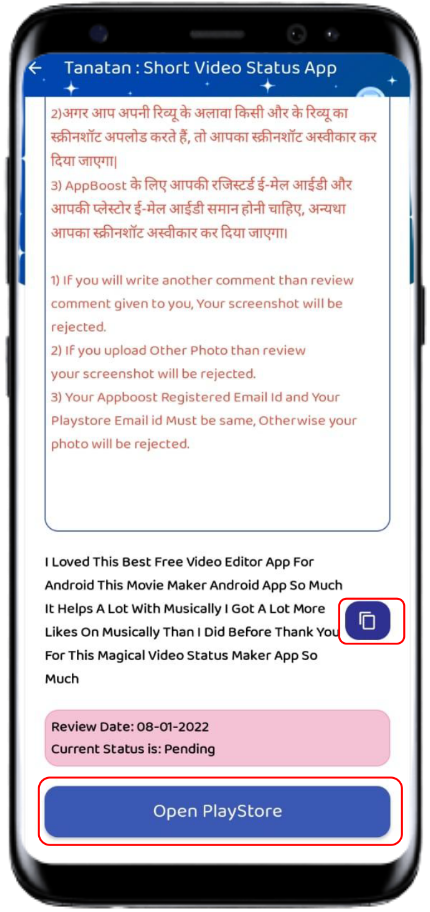 Tanatan : Short Video Status App
2)अगर आप अपनी रिव्यू के अलावा किसी और के रिव्यू का
स्क्रीनशॉट अपलोड करते हैं, तो आपका स्क्रीनशॉट अस्वीकार कर
दिया जाएगा|
3) AppBoost के लिए आपकी रजिस्टर्ड ई-मेल आईडी और
आपकी प्लेस्टोर ई-मेल आईडी समान होनी चाहिए, अन्यथा
आपका स्क्रीनशॉट अस्वीकार कर दिया जाएगा।
1) If you will write another comment than review
comment given to you, Your screenshot will be
rejected.
2) If you upload Other Photo than review
your screenshot will be rejected.
3) Your Appboost Registered Email Id and Your
Playstore Email id Must be same, Otherwise your
photo will be rejected.
I Loved This Best Free Video Editor App For
Android This Movie Maker Android App So Much
It Helps A Lot With Musically I Got A Lot More
Likes On Musically Than I Did Before Thank You
For This Magical Video Status Maker App So
Much
Review Date: 08-01-2022
Current Status is: Pending
Open PlayStore